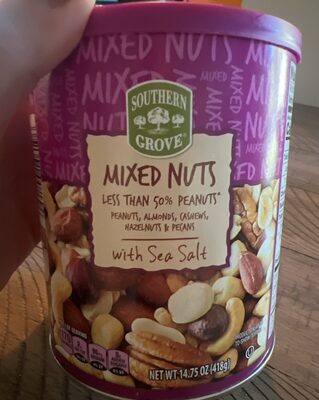 MIXED NUTS
SOUTHERN
GROVE
MIXED NUTS
LESS THAN 50% PEANUTS*
PEANUTS, ALMONDS, CASHEWS,
HAZELNUTS & PECANS
with Sea Salt
NET WT 14.75 OZ (418g)